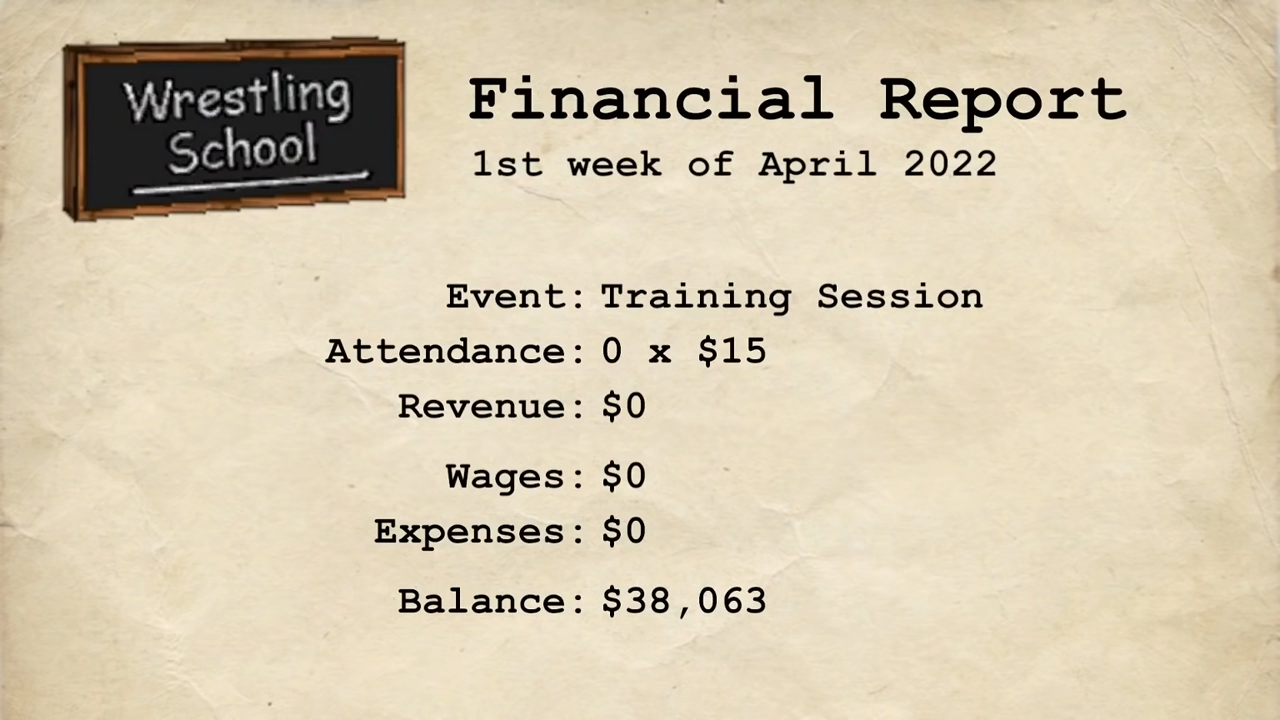 Wrestling
School
Financial Report
1st week of April 2022
Event: Training Session
Attendance: 0 x $15
Revenue: $0
Wages: $0
Expenses: $0
Balance: $38,063